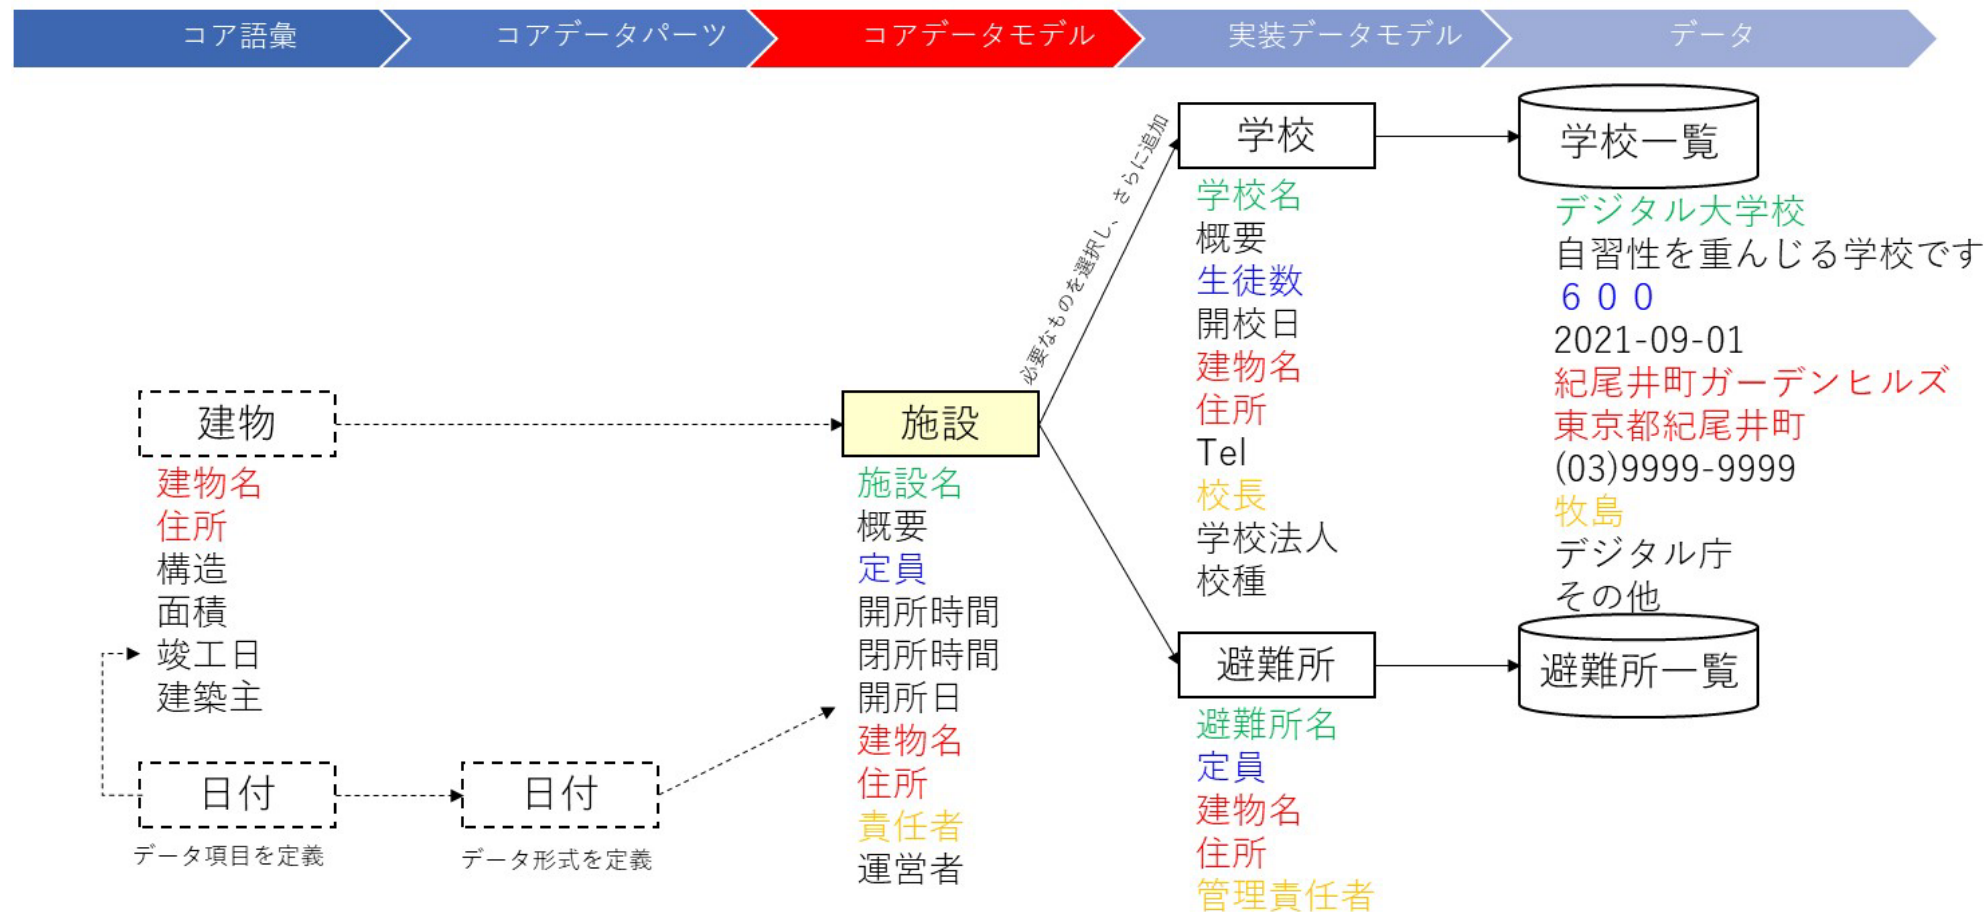 コア語彙
コアデータパーツ
コアデータモデル
実装データモデル
データ
建物
建物名
住所
構造
面積
竣工日
建築主
日付
データ項目を定義
日付
データ形式を定義
施設
施設名
概要
定員
開所時間
閉所時間
開所日
建物名
住所
責任者
運営者
必要なものを選択し、さらに追加
学校
学校名
概要
生徒数
開校日
建物名
住所
Tel
校長
学校法人
校種
避難所
避難所名
定員
建物名
住所
管理責任者
学校一覧
デジタル大学校
自習性を重んじる学校です
６００
2021-09-01
紀尾井町ガーデンヒルズ
東京都紀尾井町
(03)9999-9999
牧島
デジタル庁
その他
避難所一覧